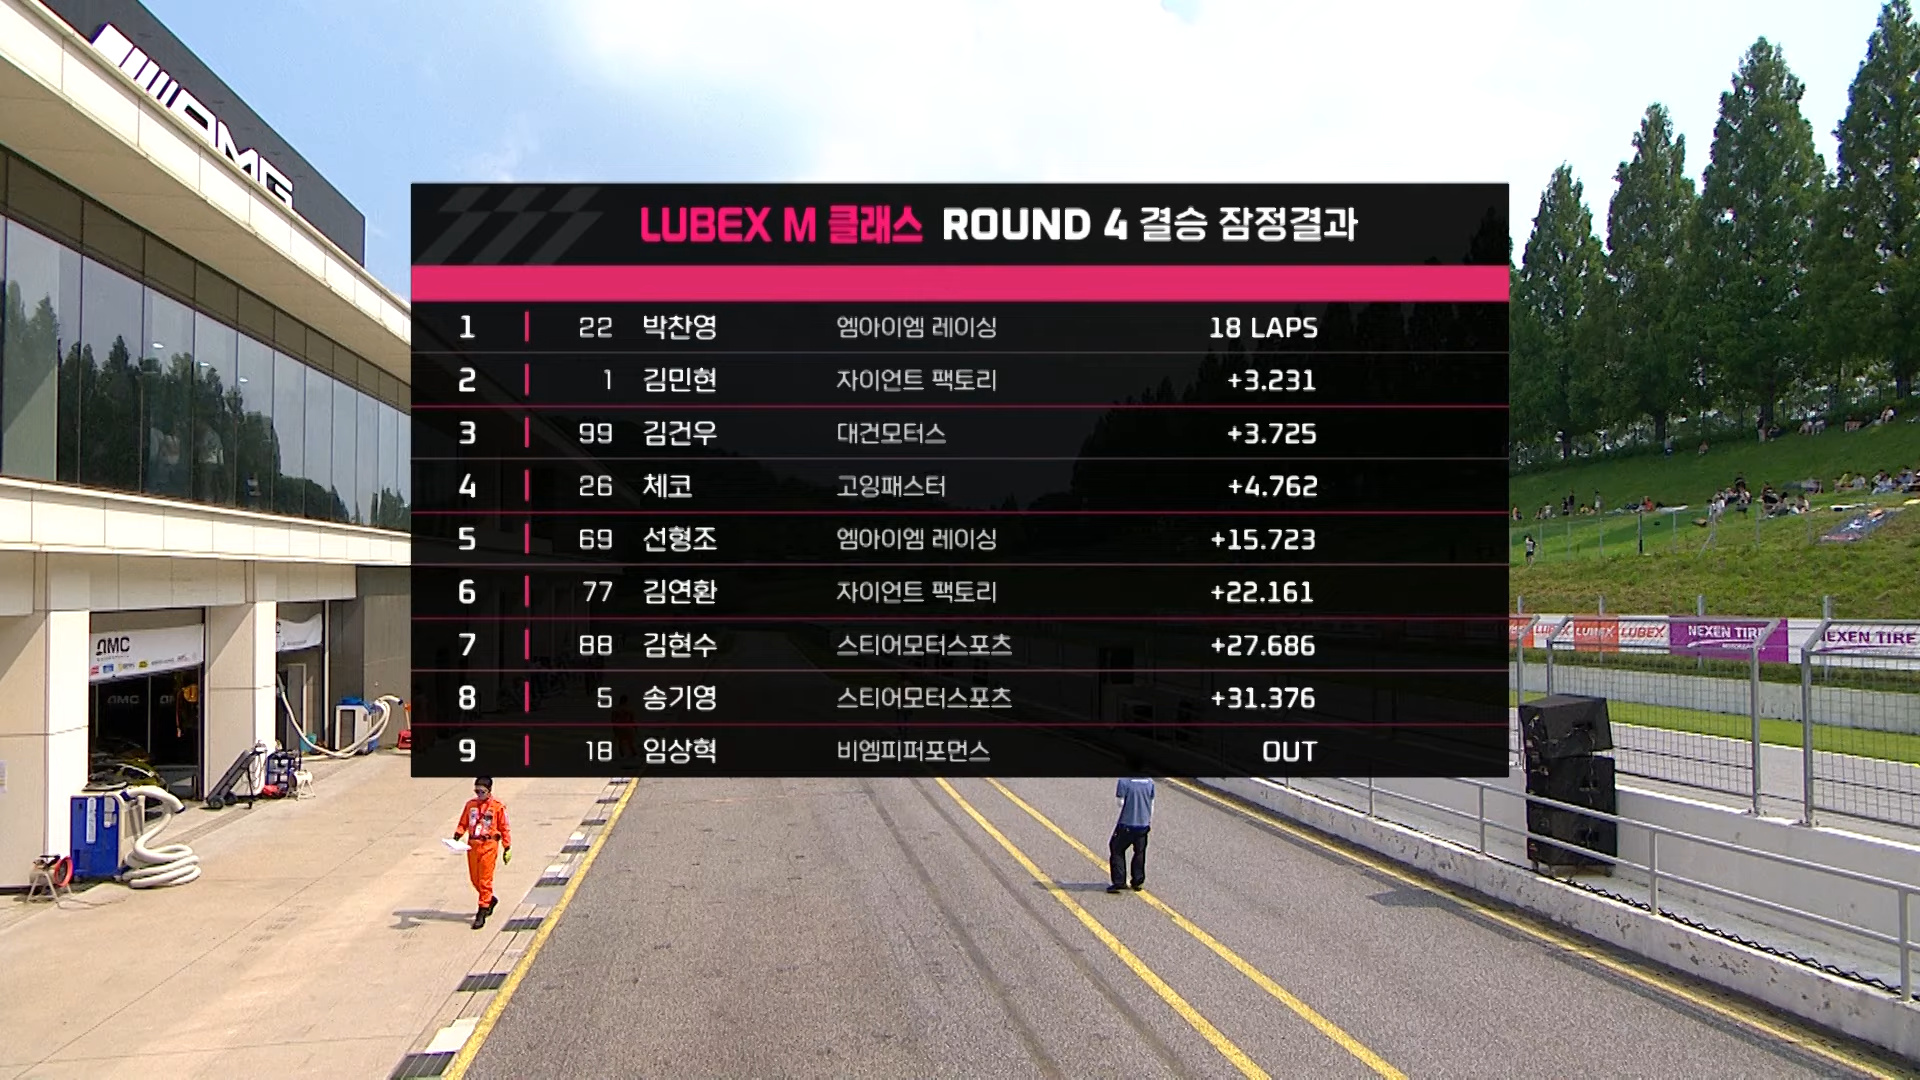 AMG
LUBEX M 클래스 ROUND 4 결승 잠정결과
1 22 박찬영 엠아이엠 레이싱 18 LAPS
2 1 김민현 자이언트 팩토리 +3.231
3 99 김건우 대건모터스 +3.725
4 26 체코 고잉패스터 +4.762
5 69 선형조 엠아이엠 레이싱 +15.723
6 77 김연환 자이언트 팩토리 +22.161
7 88 김현수 스티어모터스포츠 +27.686
8 5 송기영 스티어모터스포츠 +31.376
9 18 임상혁 비엠피퍼포먼스 OUT
LUBEX LUBEX LUBEX NEXEN TIRE NEXEN TIRE
AMC
AMC